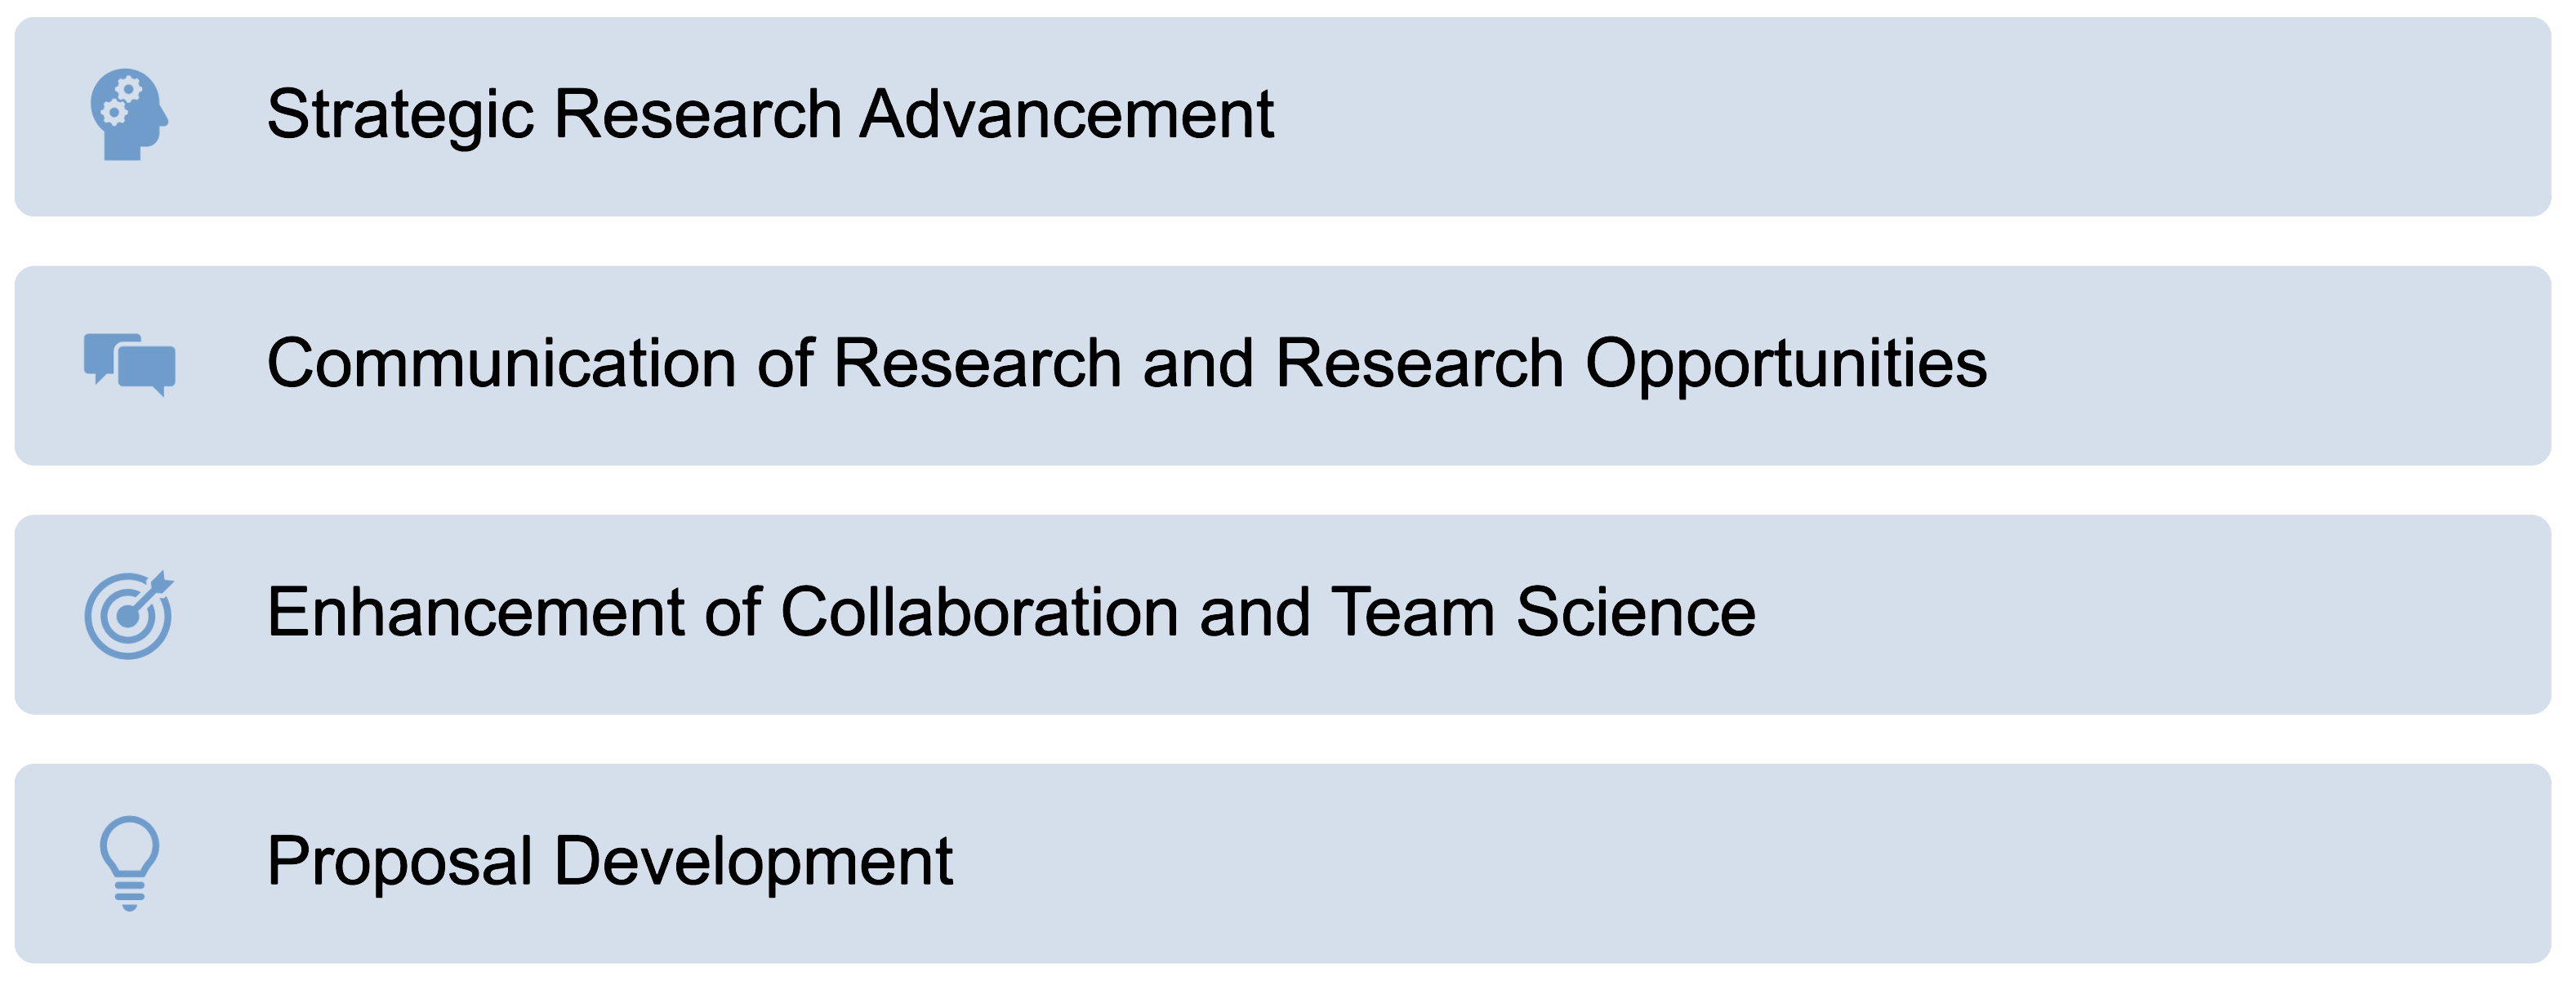 Strategic Research Advancement
Communication of Research and Research Opportunities
Enhancement of Collaboration and Team Science
Proposal Development